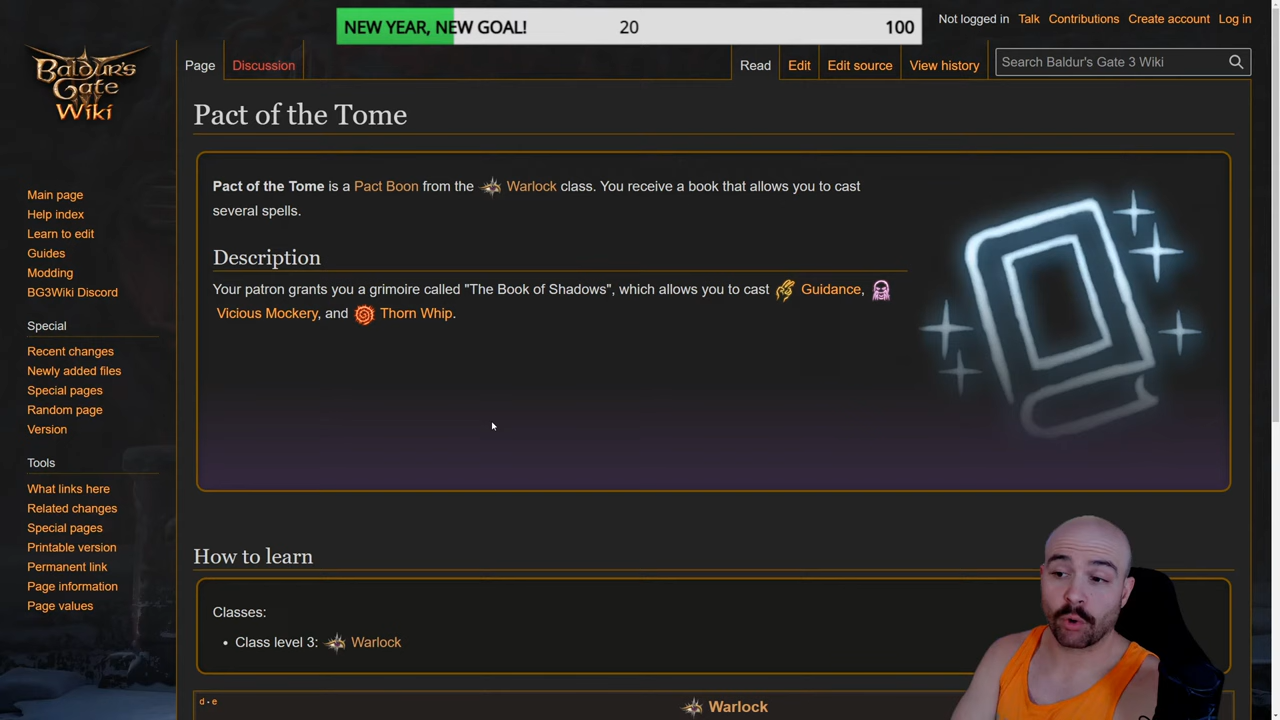 NEW YEAR, NEW GOAL! 20 100
Not logged in Talk Contributions Create account Log in
Baldur's Gate Wiki
Page Discussion Read Edit Edit source View history Search Baldur's Gate 3 Wiki
Pact of the Tome
Pact of the Tome is a Pact Boon from the Warlock class. You receive a book that allows you to cast
several spells.
Description
Your patron grants you a grimoire called "The Book of Shadows", which allows you to cast Guidance,
Vicious Mockery, and Thorn Whip.
How to learn
Classes:
• Class level 3: Warlock
d • e Warlock
Main page
Help index
Learn to edit
Guides
Modding
BG3Wiki Discord
Special
Recent changes
Newly added files
Special pages
Random page
Version
Tools
What links here
Related changes
Special pages
Printable version
Permanent link
Page information
Page values